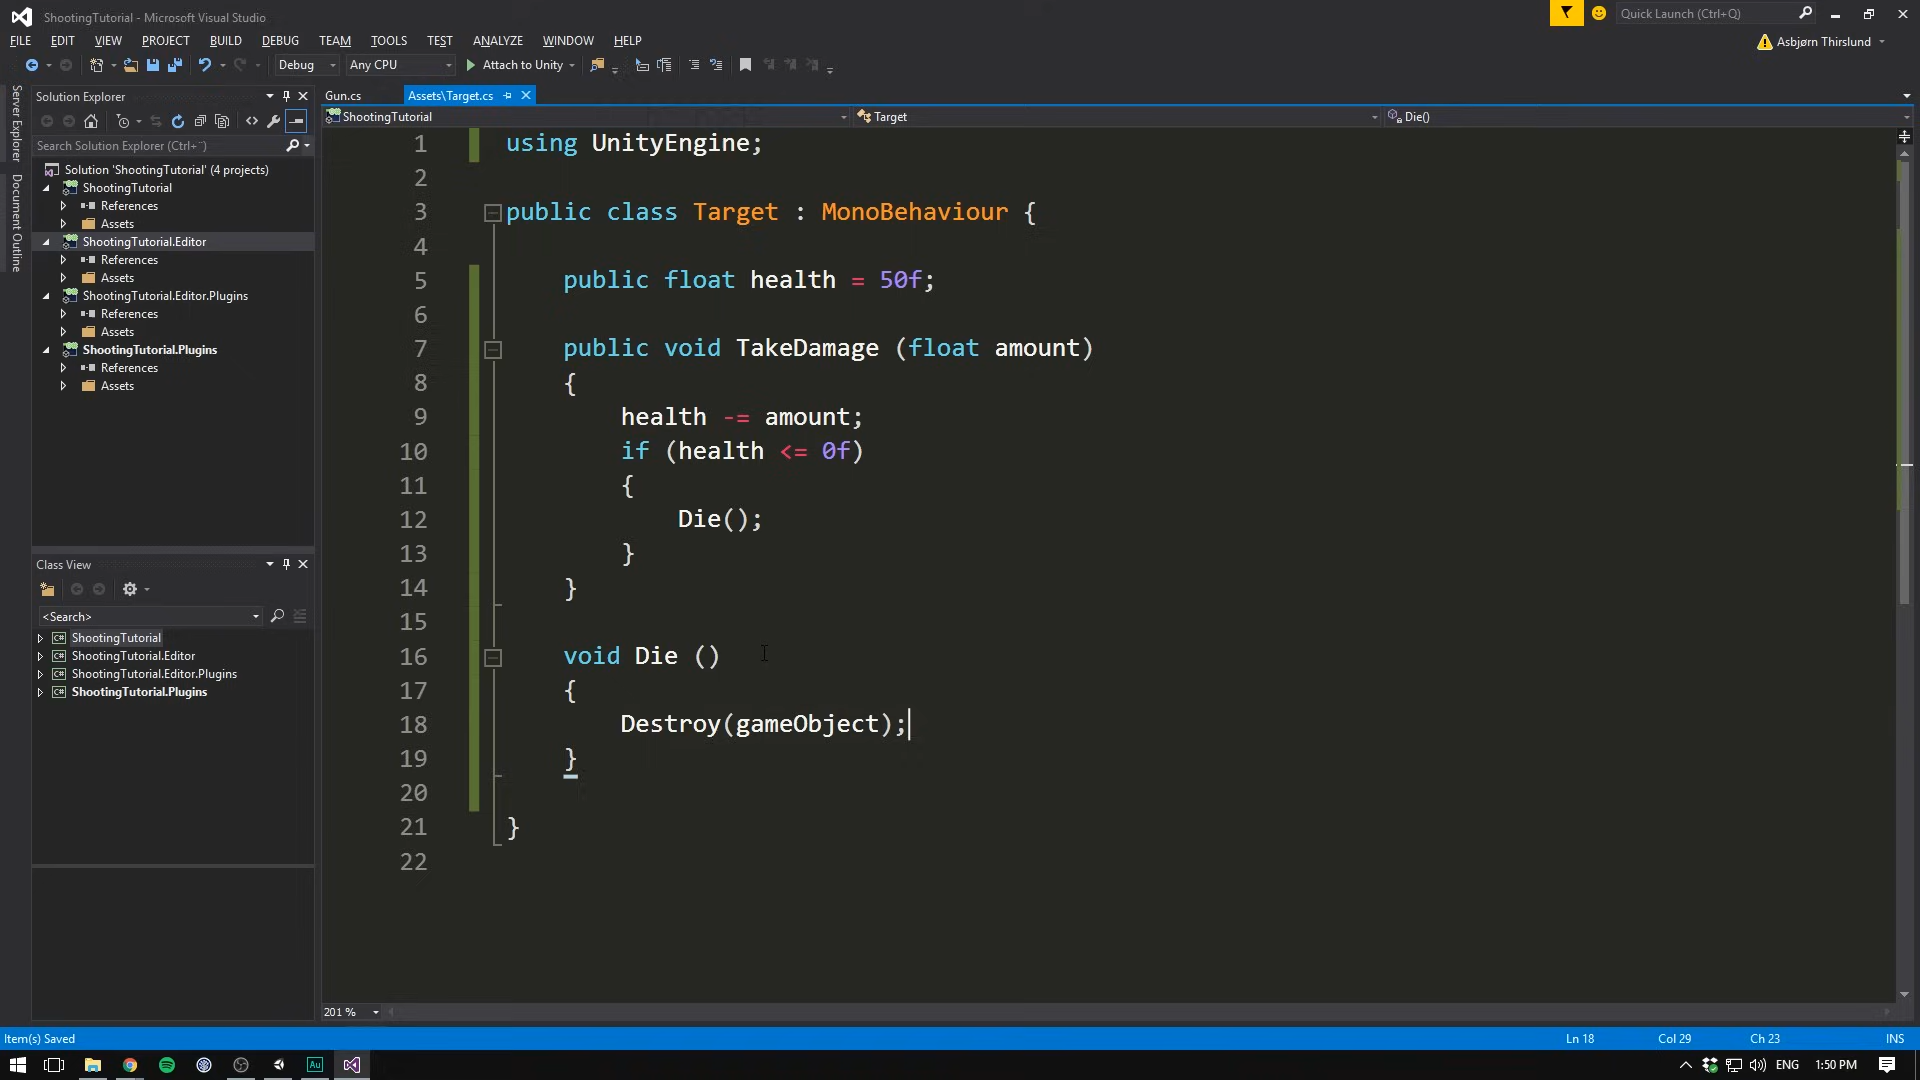 ShootingTutorial - Microsoft Visual Studio
Quick Launch (Ctrl+Q)
FILE EDIT VIEW PROJECT BUILD DEBUG TEAM TOOLS TEST ANALYZE WINDOW HELP
Asbjørn Thirslund
Debug Any CPU Attach to Unity
Server Explorer
Document Outline
Solution Explorer
Search Solution Explorer (Ctrl+¨)
Solution 'ShootingTutorial' (4 projects)
ShootingTutorial
References
Assets
ShootingTutorial.Editor
References
Assets
ShootingTutorial.Editor.Plugins
References
Assets
ShootingTutorial.Plugins
References
Assets
Class View
<Search>
ShootingTutorial
ShootingTutorial.Editor
ShootingTutorial.Editor.Plugins
ShootingTutorial.Plugins
Gun.cs Assets\Target.cs
ShootingTutorial Target Die()
1 using UnityEngine;
2
3 public class Target : MonoBehaviour {
4
5 public float health = 50f;
6
7 public void TakeDamage (float amount)
8 {
9 health -= amount;
10 if (health <= 0f)
11 {
12 Die();
13 }
14 }
15
16 void Die ()
17 {
18 Destroy(gameObject);
19 }
20
21 }
22
201 %
Item(s) Saved Ln 18 Col 29 Ch 23 INS
Au ENG 1:50 PM